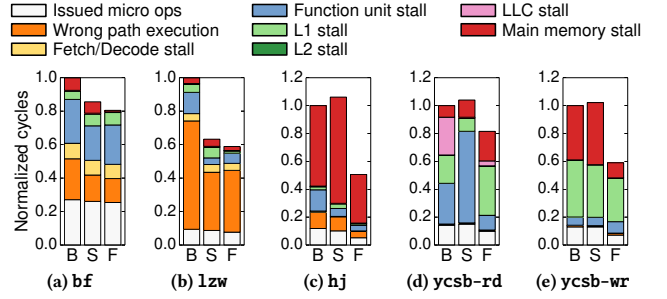 Issued micro ops
Wrong path execution
Fetch/Decode stall
Function unit stall
L1 stall
L2 stall
LLC stall
Main memory stall
Normalized cycles
1.0
0.8
0.6
0.4
0.2
0.0
B S F
(a) bf
1.0
0.8
0.6
0.4
0.2
0.0
B S F
(b) lzw
1.2
1.0
0.8
0.6
0.4
0.2
0.0
B S F
(c) hj
1.2
1.0
0.8
0.6
0.4
0.2
0.0
B S F
(d) ycsb-rd
1.2
1.0
0.8
0.6
0.4
0.2
0.0
B S F
(e) ycsb-wr